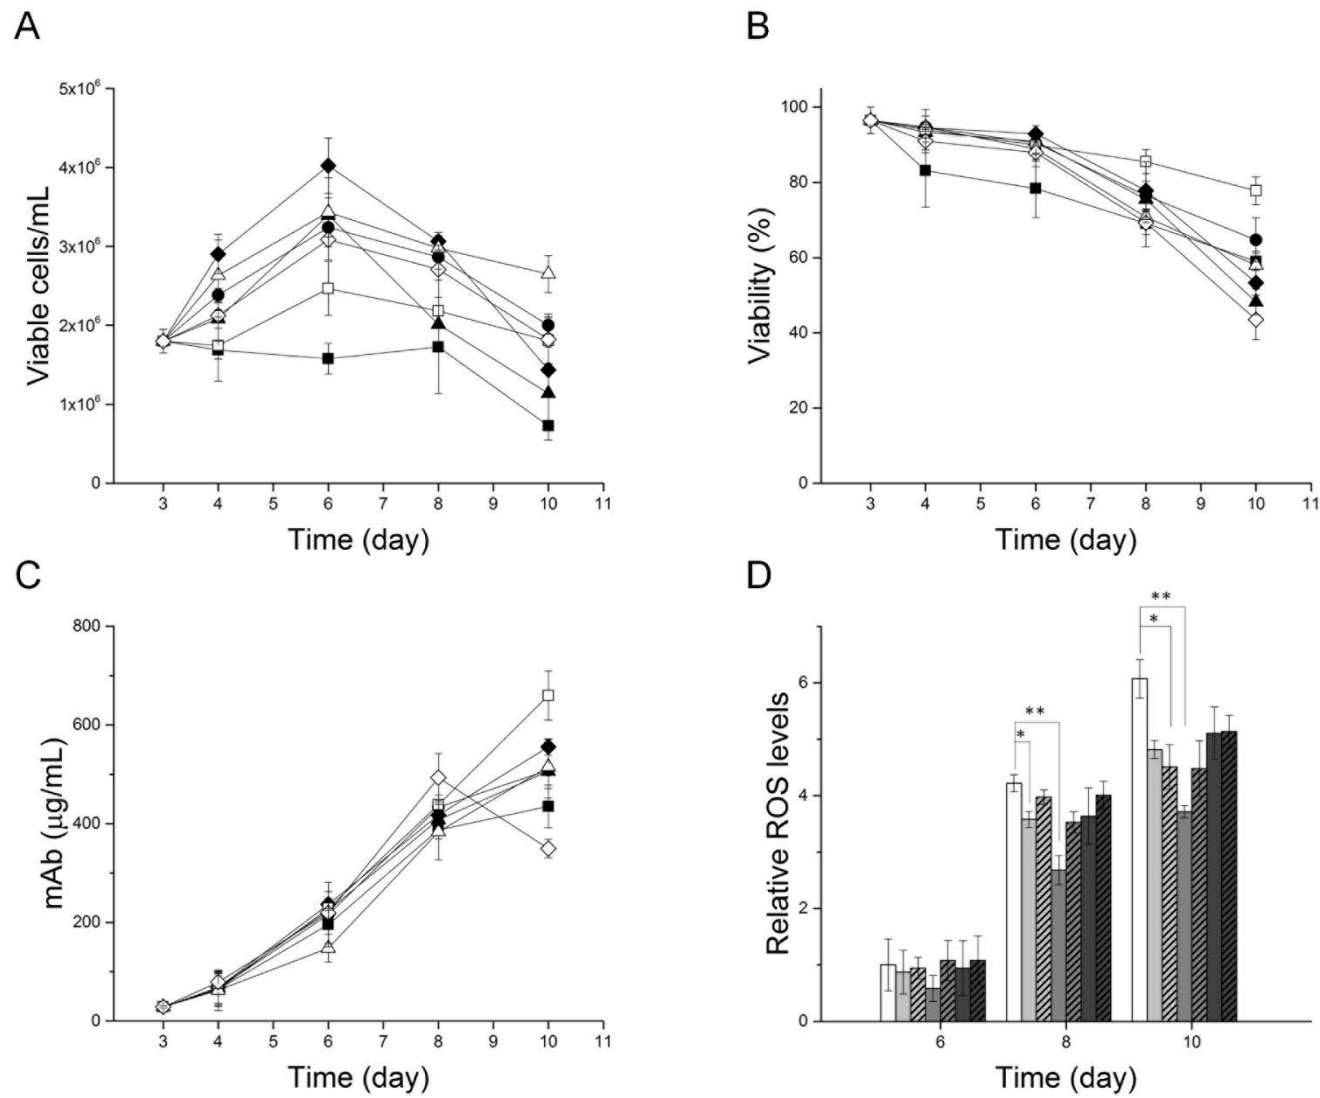 A
5x10⁶
4x10⁶
3x10⁶
2x10⁶
1x10⁶
0
3 4 5 6 7 8 9 10 11
Viable cells/mL
Time (day)
B
100
80
60
40
20
0
3 4 5 6 7 8 9 10 11
Viability (%)
Time (day)
C
800
600
400
200
0
3 4 5 6 7 8 9 10 11
mAb (μg/mL)
Time (day)
D
**
*
**
*
6
4
2
0
6 8 10
Relative ROS levels
Time (day)